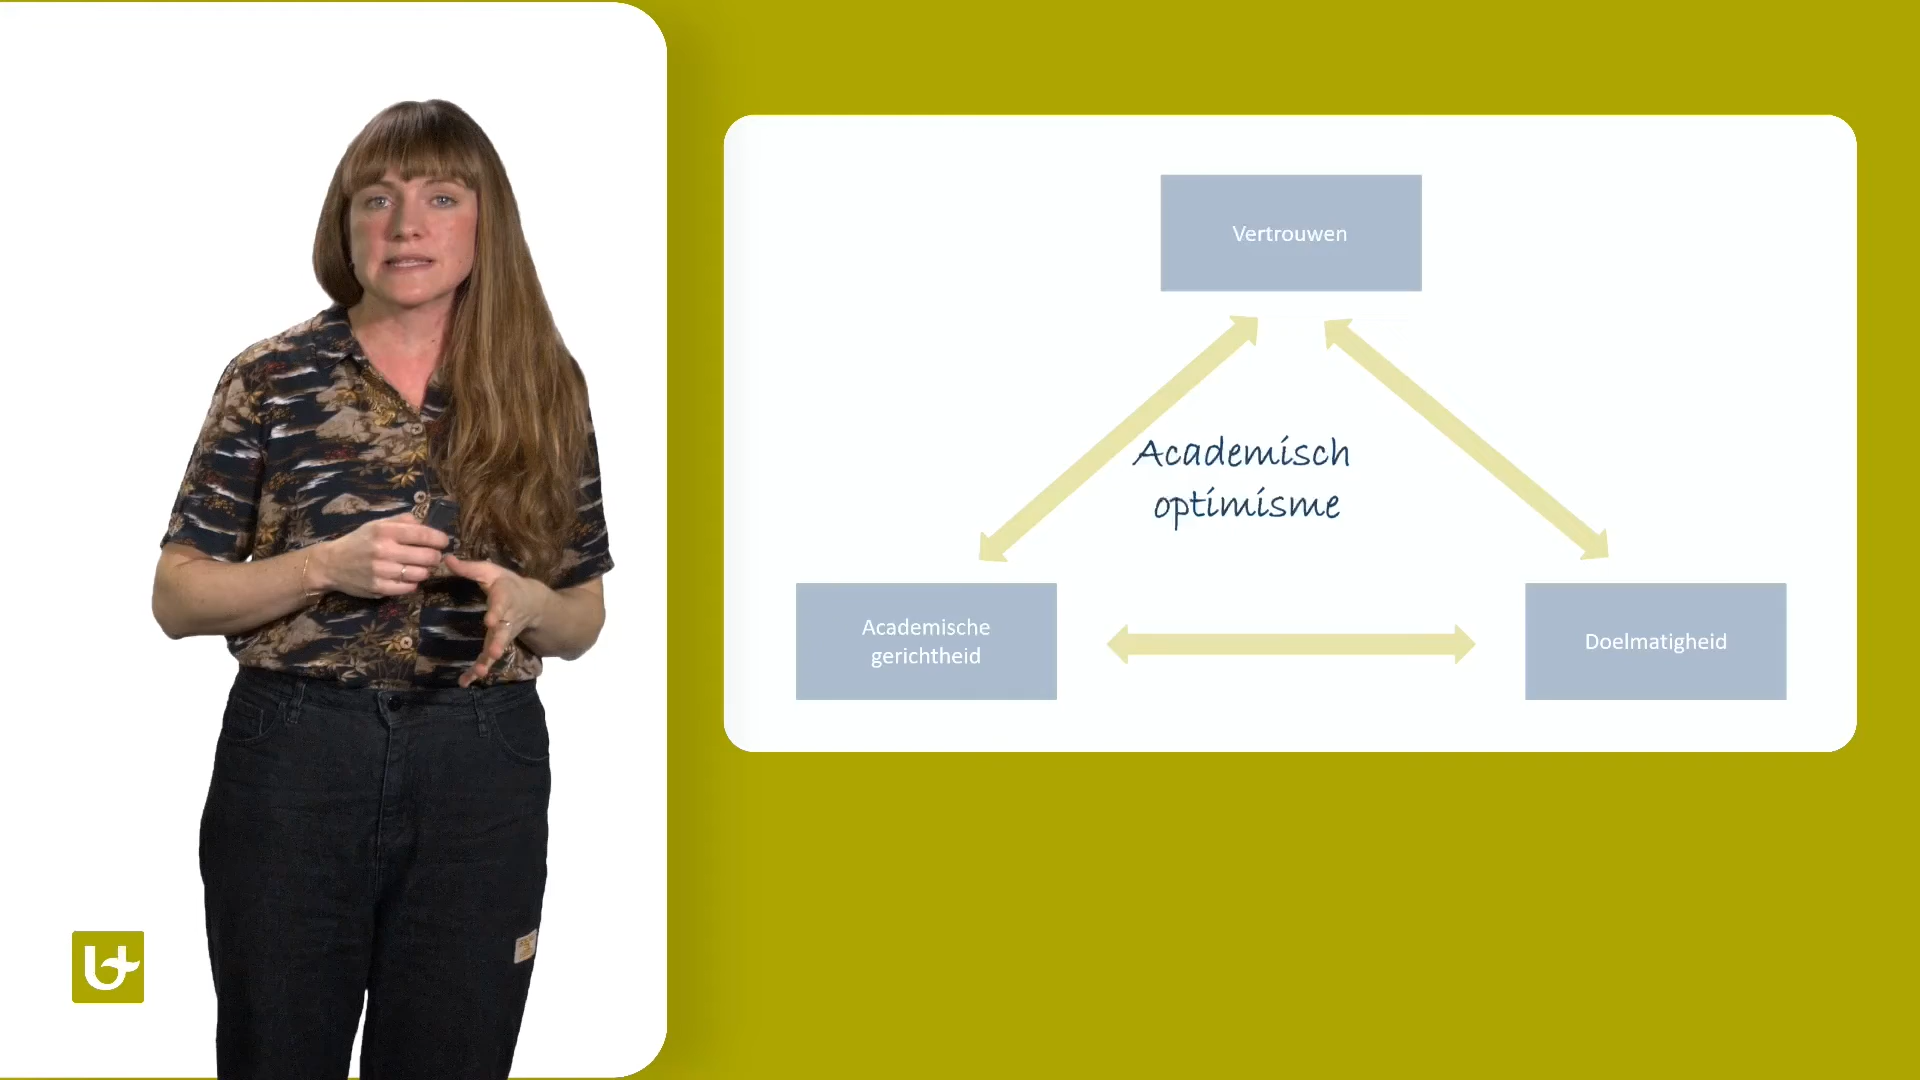 Vertrouwen
Academisch
optimisme
Academische
gerichtheid
Doelmatigheid